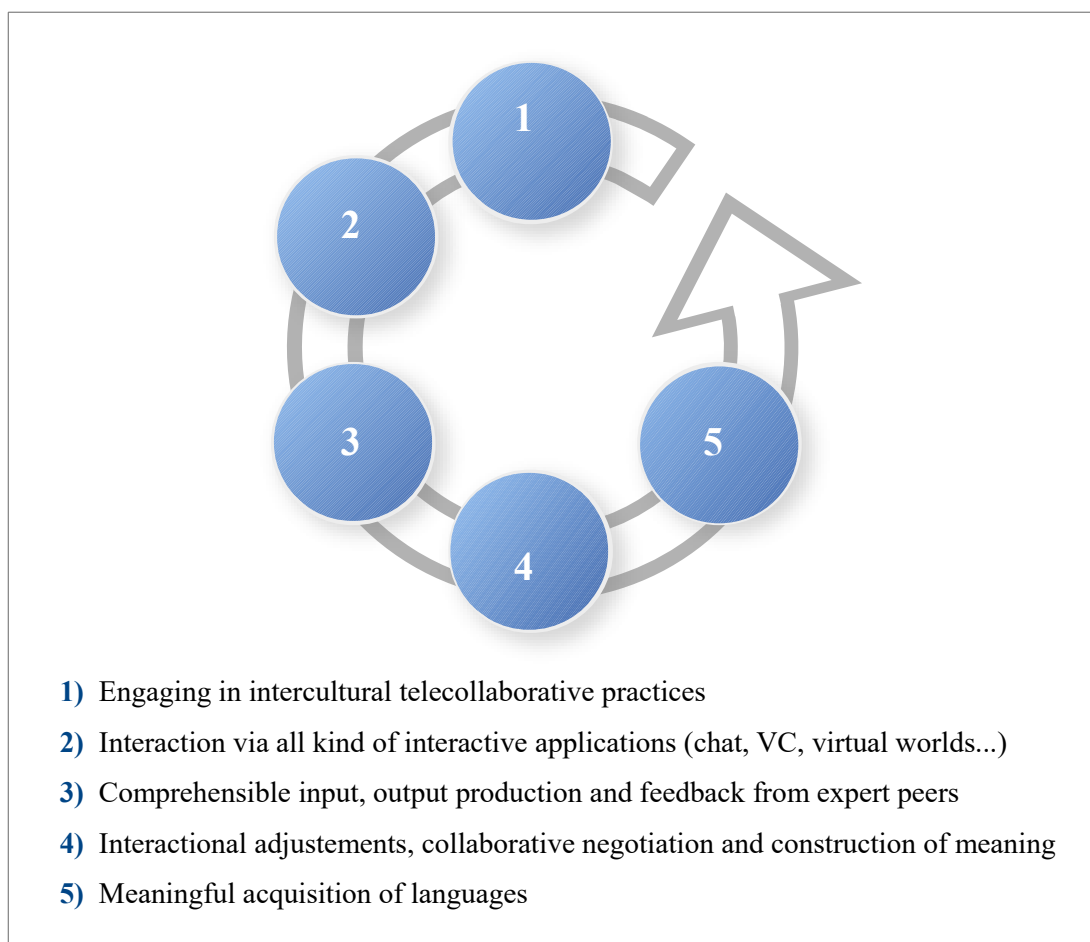 1
2
3
4
5
1) Engaging in intercultural telecollaborative practices
2) Interaction via all kind of interactive applications (chat, VC, virtual worlds...)
3) Comprehensible input, output production and feedback from expert peers
4) Interactional adjustements, collaborative negotiation and construction of meaning
5) Meaningful acquisition of languages